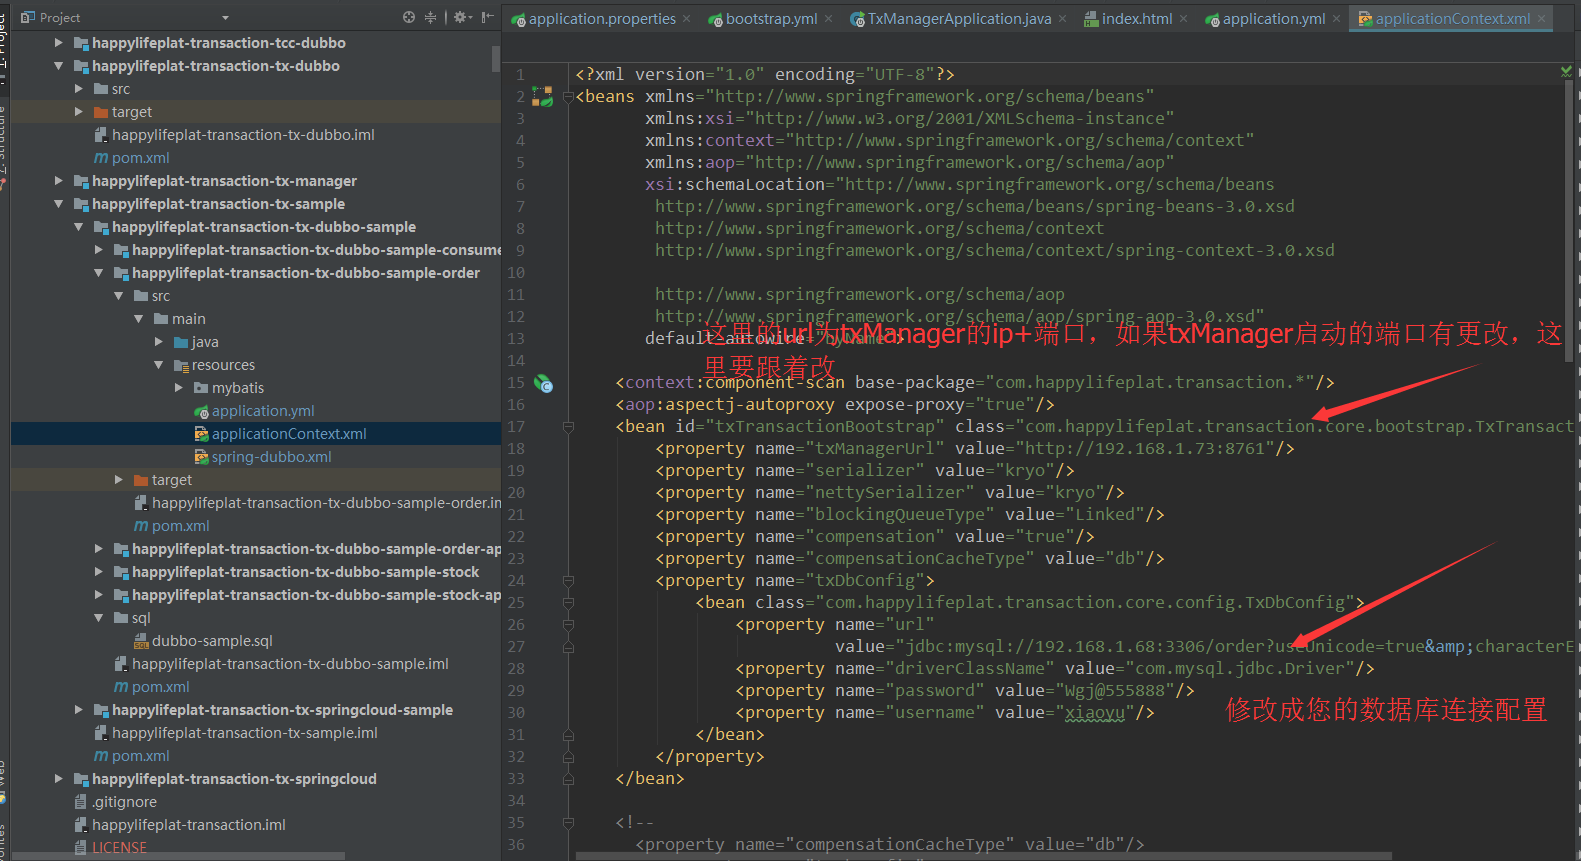 Project
application.properties
bootstrap.yml
TxManagerApplication.java
index.html
application.yml
applicationContext.xml
happylifeplat-transaction-tcc-dubbo
happylifeplat-transaction-tx-dubbo
src
target
happylifeplat-transaction-tx-dubbo.iml
pom.xml
happylifeplat-transaction-tx-manager
happylifeplat-transaction-tx-sample
happylifeplat-transaction-tx-dubbo-sample
happylifeplat-transaction-tx-dubbo-sample-consume
happylifeplat-transaction-tx-dubbo-sample-order
src
main
java
resources
mybatis
application.yml
applicationContext.xml
spring-dubbo.xml
target
happylifeplat-transaction-tx-dubbo-sample-order.im
pom.xml
happylifeplat-transaction-tx-dubbo-sample-order-ap
happylifeplat-transaction-tx-dubbo-sample-stock
happylifeplat-transaction-tx-dubbo-sample-stock-ap
sql
dubbo-sample.sql
happylifeplat-transaction-tx-dubbo-sample.iml
pom.xml
happylifeplat-transaction-tx-springcloud-sample
happylifeplat-transaction-tx-sample.iml
pom.xml
happylifeplat-transaction-tx-springcloud
.gitignore
happylifeplat-transaction.iml
LICENSE
1 <?xml version="1.0" encoding="UTF-8"?>
2 <beans xmlns="http://www.springframework.org/schema/beans"
3 xmlns:xsi="http://www.w3.org/2001/XMLSchema-instance"
4 xmlns:context="http://www.springframework.org/schema/context"
5 xmlns:aop="http://www.springframework.org/schema/aop"
6 xsi:schemaLocation="http://www.springframework.org/schema/beans
7 http://www.springframework.org/schema/beans/spring-beans-3.0.xsd
8 http://www.springframework.org/schema/context
9 http://www.springframework.org/schema/context/spring-context-3.0.xsd
10
11 http://www.springframework.org/schema/aop
12 http://www.springframework.org/schema/aop/spring-aop-3.0.xsd"
13 default-autowire="byName">
这里的url为txManager的ip+端口，如果txManager启动的端口有更改，这
里要跟着改
14
15 <context:component-scan base-package="com.happylifeplat.transaction.*"/>
16 <aop:aspectj-autoproxy expose-proxy="true"/>
17 <bean id="txTransactionBootstrap" class="com.happylifeplat.transaction.core.bootstrap.TxTransact
18 <property name="txManagerUrl" value="http://192.168.1.73:8761"/>
19 <property name="serializer" value="kryo"/>
20 <property name="nettySerializer" value="kryo"/>
21 <property name="blockingQueueType" value="Linked"/>
22 <property name="compensation" value="true"/>
23 <property name="compensationCacheType" value="db"/>
24 <property name="txDbConfig">
25 <bean class="com.happylifeplat.transaction.core.config.TxDbConfig">
26 <property name="url"
27 value="jdbc:mysql://192.168.1.68:3306/order?useUnicode=true&amp;characterE
28 <property name="driverClassName" value="com.mysql.jdbc.Driver"/>
29 <property name="password" value="Wgj@555888"/>
30 <property name="username" value="xiaoyu"/>
修改成您的数据库连接配置
31 </bean>
32 </property>
33 </bean>
34
35 <!--
36 <property name="compensationCacheType" value="db"/>